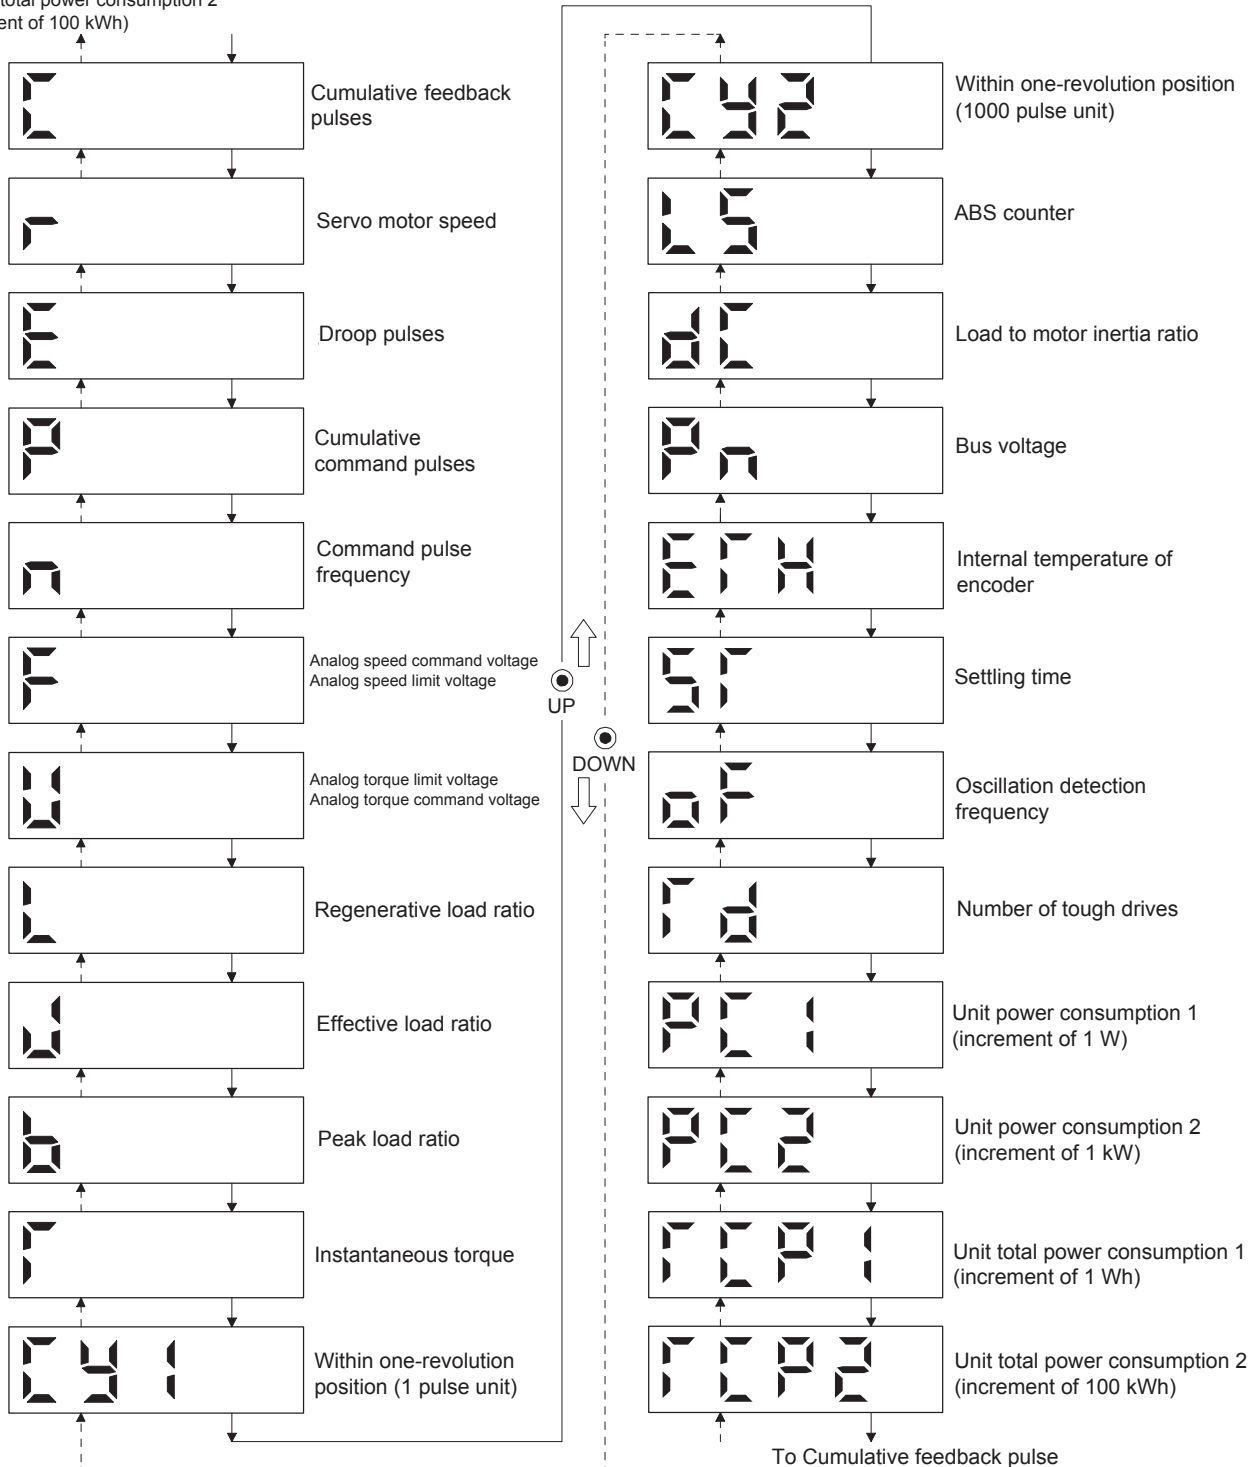 total power consumption 2
ent of 100 kWh)
C
Cumulative feedback
pulses
r
Servo motor speed
E
Droop pulses
P
Cumulative
command pulses
n
Command pulse
frequency
F
Analog speed command voltage
Analog speed limit voltage
U
Analog torque limit voltage
Analog torque command voltage
L
Regenerative load ratio
J
Effective load ratio
b
Peak load ratio
T
Instantaneous torque
Cy1
Within one-revolution
position (1 pulse unit)
UP
DOWN
Cy2
Within one-revolution position
(1000 pulse unit)
LS
ABS counter
dC
Load to motor inertia ratio
Pn
Bus voltage
ETH
Internal temperature of
encoder
ST
Settling time
oF
Oscillation detection
frequency
Td
Number of tough drives
PC1
Unit power consumption 1
(increment of 1 W)
PC2
Unit power consumption 2
(increment of 1 kW)
TCP1
Unit total power consumption 1
(increment of 1 Wh)
TCP2
Unit total power consumption 2
(increment of 100 kWh)
To Cumulative feedback pulse